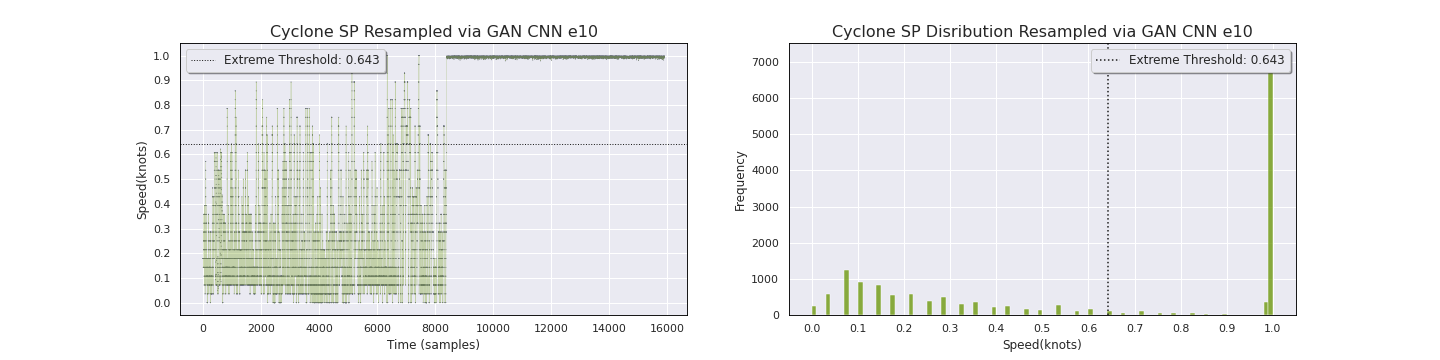 Cyclone SP Resampled via GAN CNN e10
Extreme Threshold: 0.643
1.0
0.9
0.8
0.7
0.6
0.5
0.4
0.3
0.2
0.1
0.0
Speed(knots)
0 2000 4000 6000 8000 10000 12000 14000 16000
Time (samples)
Cyclone SP Disribution Resampled via GAN CNN e10
Extreme Threshold: 0.643
7000
6000
5000
4000
3000
2000
1000
0
Frequency
0.0 0.1 0.2 0.3 0.4 0.5 0.6 0.7 0.8 0.9 1.0
Speed(knots)